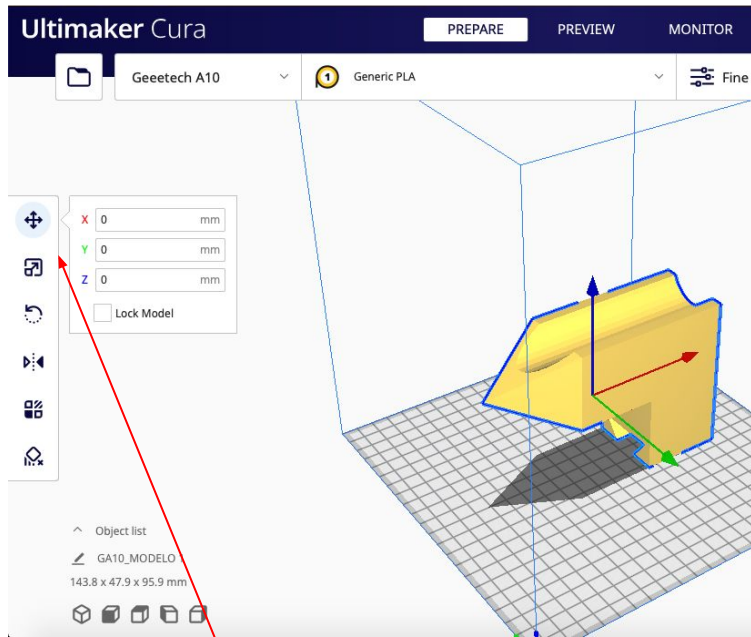 Ultimaker Cura
PREPARE PREVIEW MONITOR
Geeetech A10
1
Generic PLA
Fine
X 0 mm
Y 0 mm
Z 0 mm
Lock Model
Object list
GA10_MODELO
143.8 x 47.9 x 95.9 mm